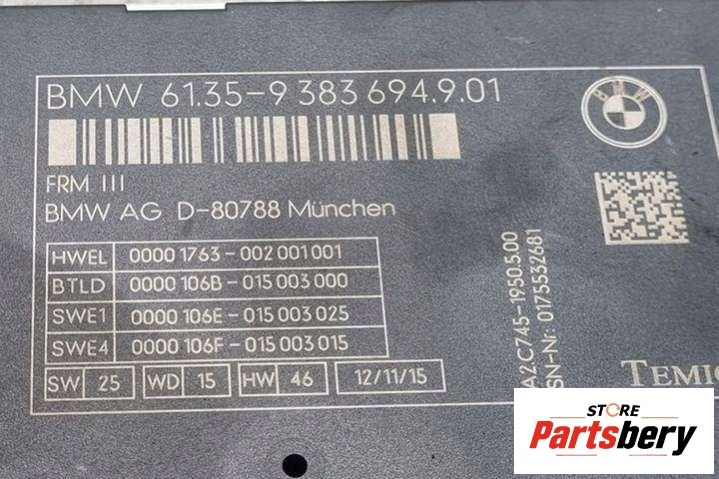 BMW 61.35-9 383 694.9.01
BMW
FRM III
BMW AG D-80788 München
HWEL 0000 1763-002 001 001
BTLD 0000 106B-015 003 000
SWE1 0000 106E-015 003 025
SWE4 0000 106F-015 003 015
SW 25 WD 15 HW 46 12/11/15
A2C745-1950.5.00
SN-Nr: 0175532681
STORE
Partsbery